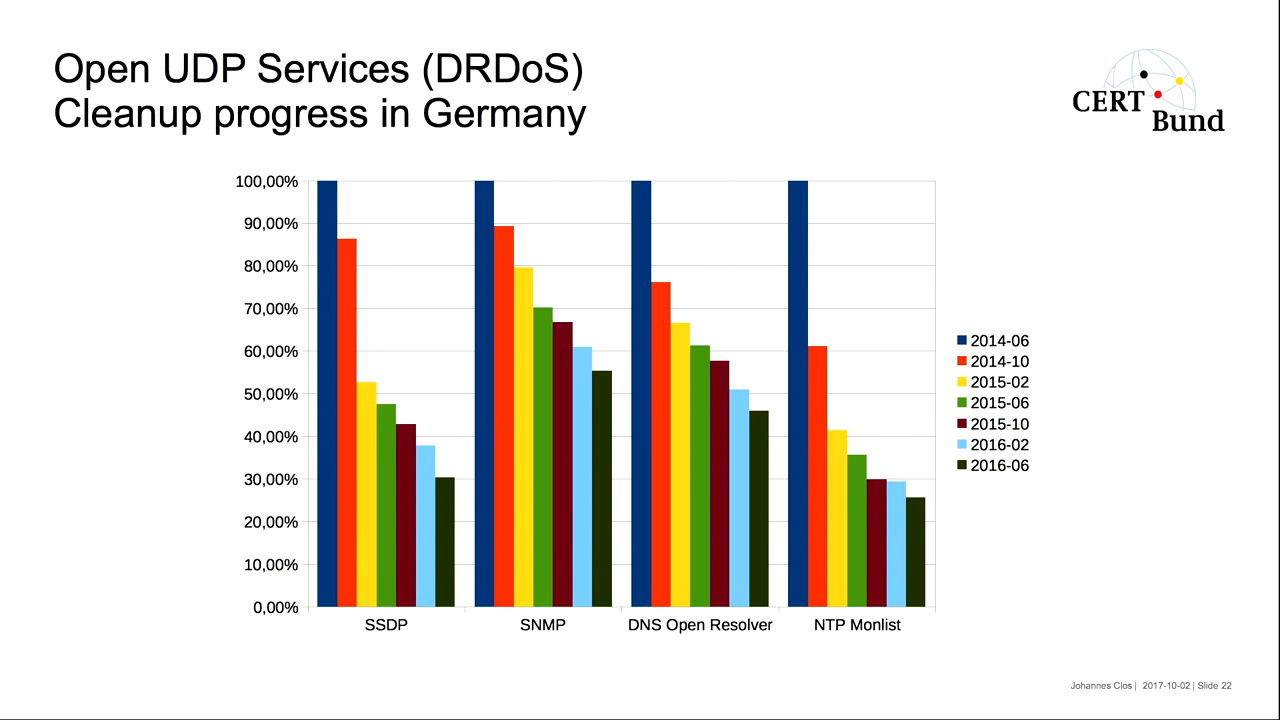 Open UDP Services (DRDoS)
Cleanup progress in Germany
CERT
Bund
100,00%
90,00%
80,00%
70,00%
60,00%
50,00%
40,00%
30,00%
20,00%
10,00%
0,00%
SSDP
SNMP
DNS Open Resolver
NTP Monlist
2014-06
2014-10
2015-02
2015-06
2015-10
2016-02
2016-06
Johannes Clos | 2017-10-02 | Slide 22